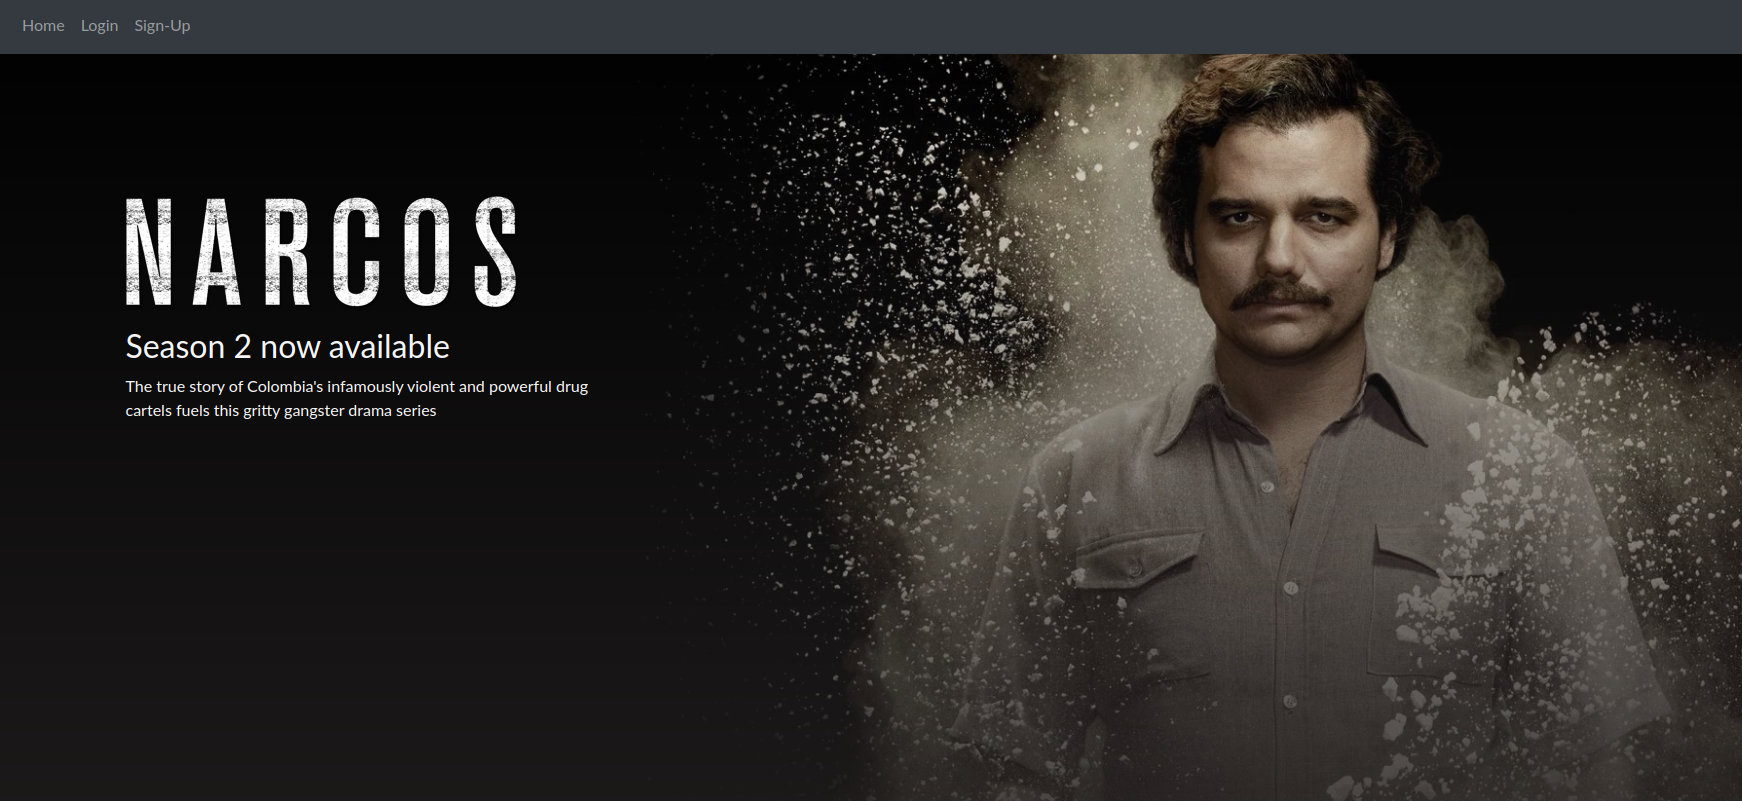 Home Login Sign-Up
NARCOS
Season 2 now available
The true story of Colombia's infamously violent and powerful drug
cartels fuels this gritty gangster drama series